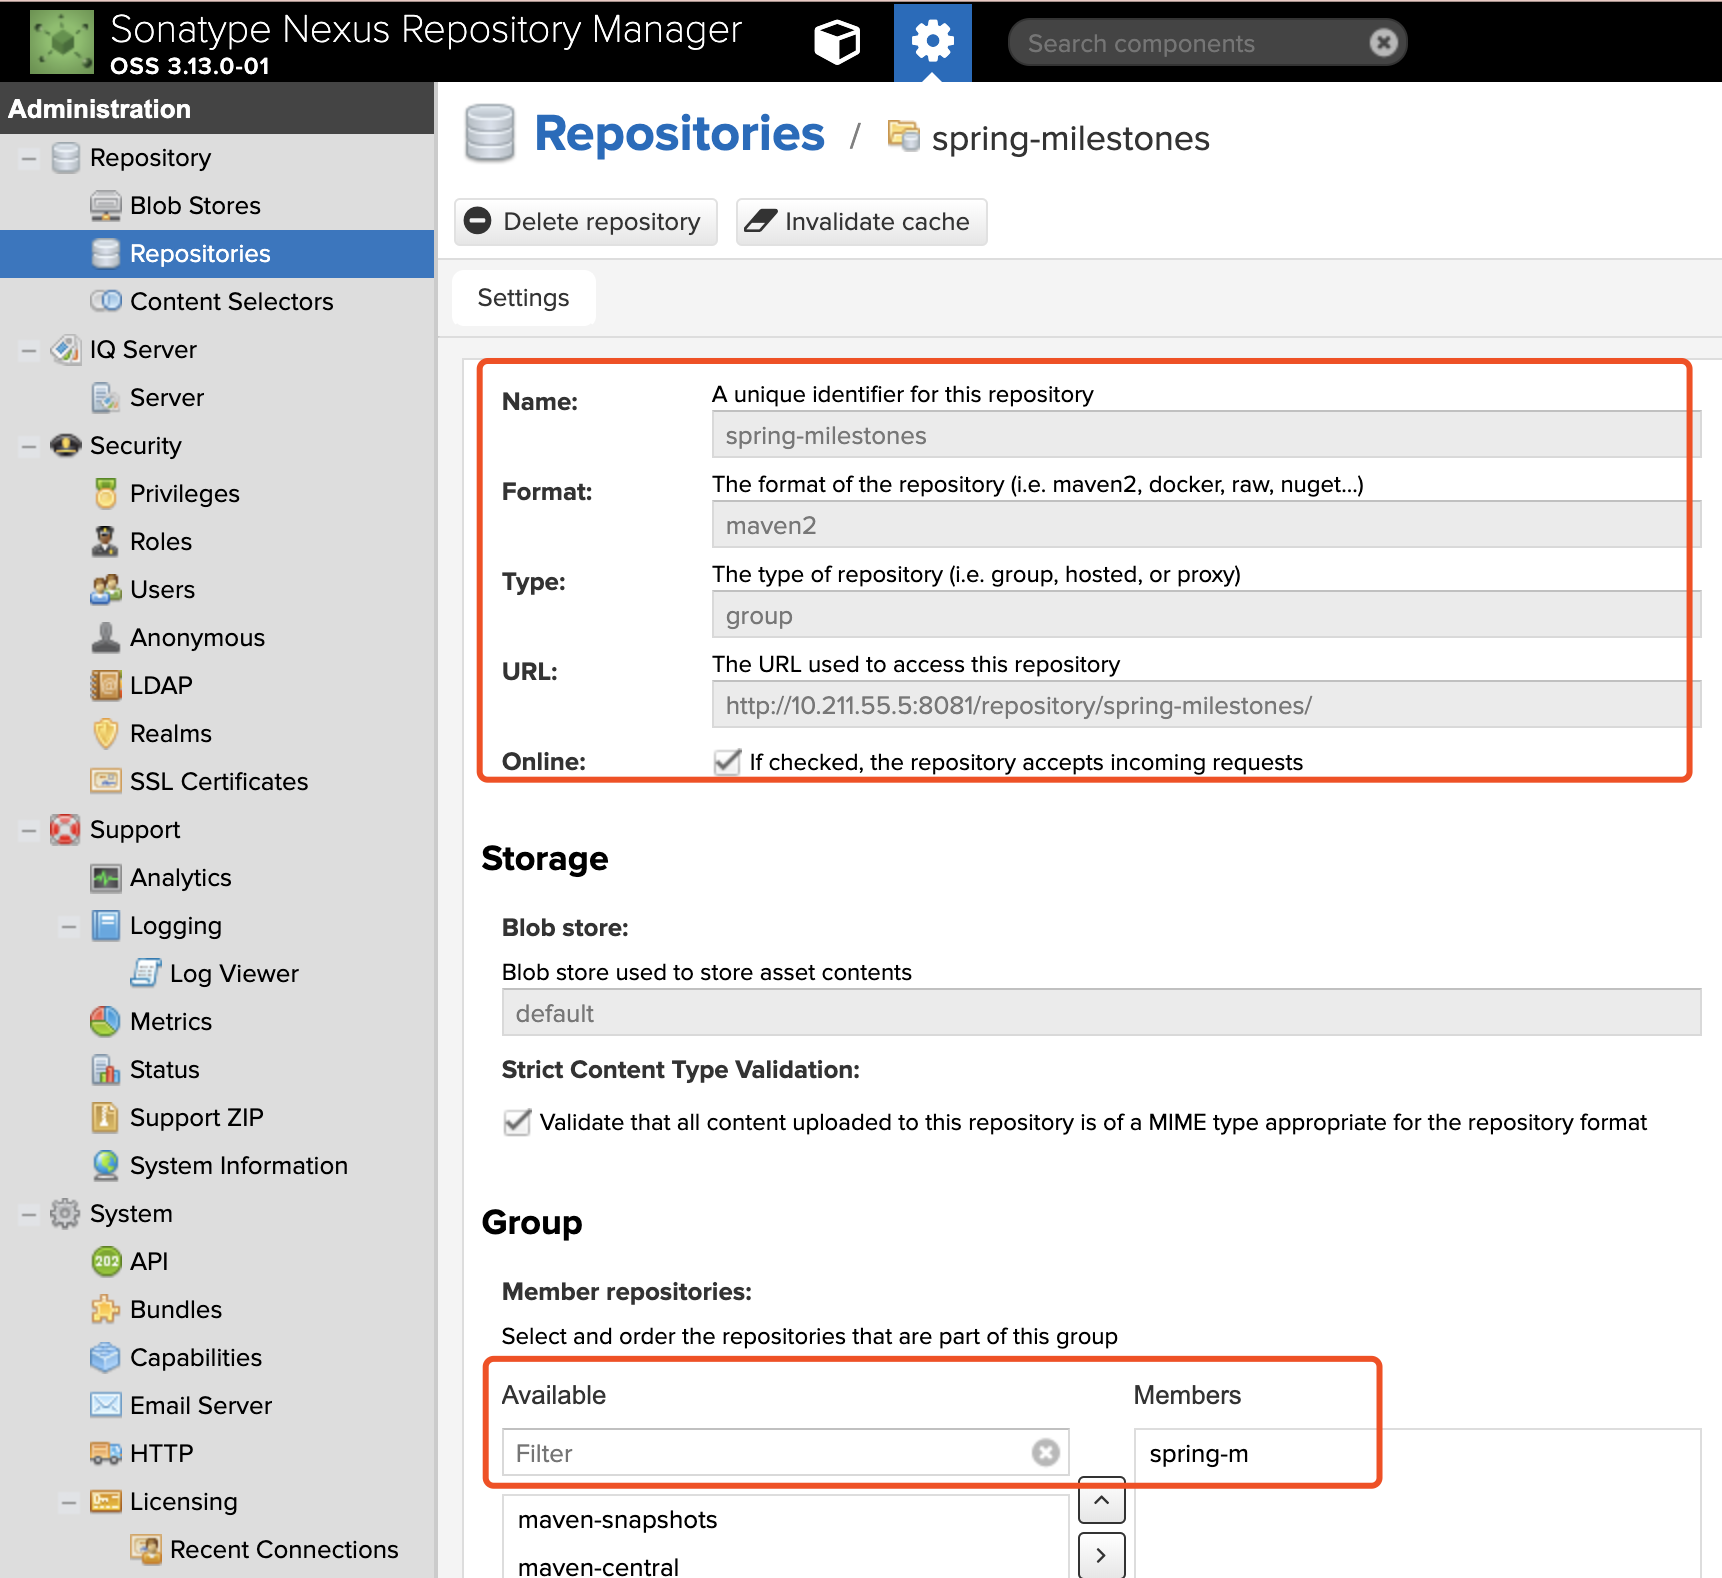 Sonatype Nexus Repository Manager
OSS 3.13.0-01
Search components
Administration
Repository
Blob Stores
Repositories
Content Selectors
IQ Server
Server
Security
Privileges
Roles
Users
Anonymous
LDAP
Realms
SSL Certificates
Support
Analytics
Logging
Log Viewer
Metrics
Status
Support ZIP
System Information
System
202
API
Bundles
Capabilities
Email Server
HTTP
Licensing
Recent Connections
Repositories / spring-milestones
Delete repository
Invalidate cache
Settings
Name:
A unique identifier for this repository
spring-milestones
Format:
The format of the repository (i.e. maven2, docker, raw, nuget...)
maven2
Type:
The type of repository (i.e. group, hosted, or proxy)
group
URL:
The URL used to access this repository
http://10.211.55.5:8081/repository/spring-milestones/
Online:
If checked, the repository accepts incoming requests
Storage
Blob store:
Blob store used to store asset contents
default
Strict Content Type Validation:
Validate that all content uploaded to this repository is of a MIME type appropriate for the repository format
Group
Member repositories:
Select and order the repositories that are part of this group
Available
Filter
maven-snapshots
maven-central
Members
spring-m